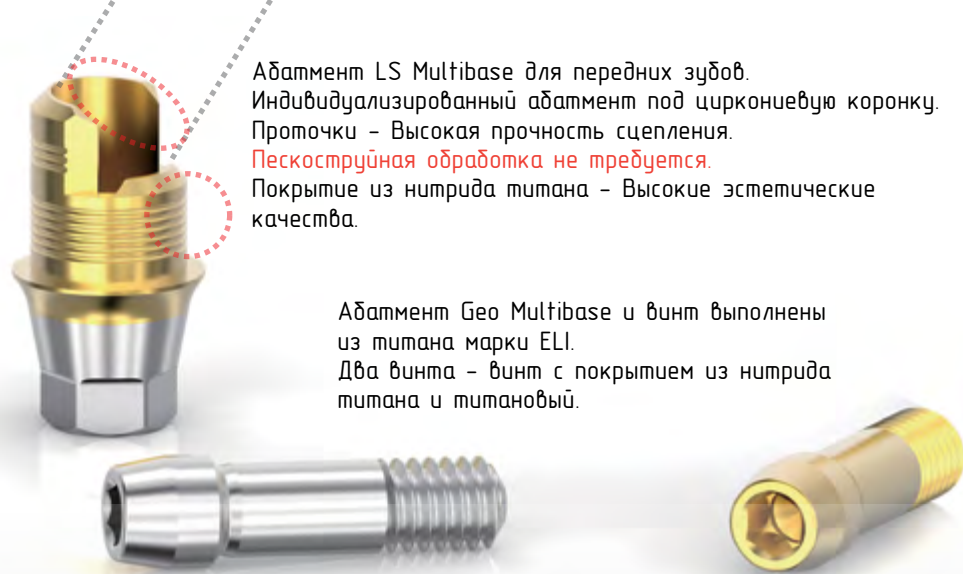 Абатмент LS Multibase для передних зубов.
Индивидуализированный абатмент под циркониевую коронку.
Проточки – Высокая прочность сцепления.
Пескоструйная обработка не требуется.
Покрытие из нитрида титана – Высокие эстетические
качества.
Абатмент Geo Multibase и винт выполнены
из титана марки ELI.
Два винта – винт с покрытием из нитрида
титана и титановый.